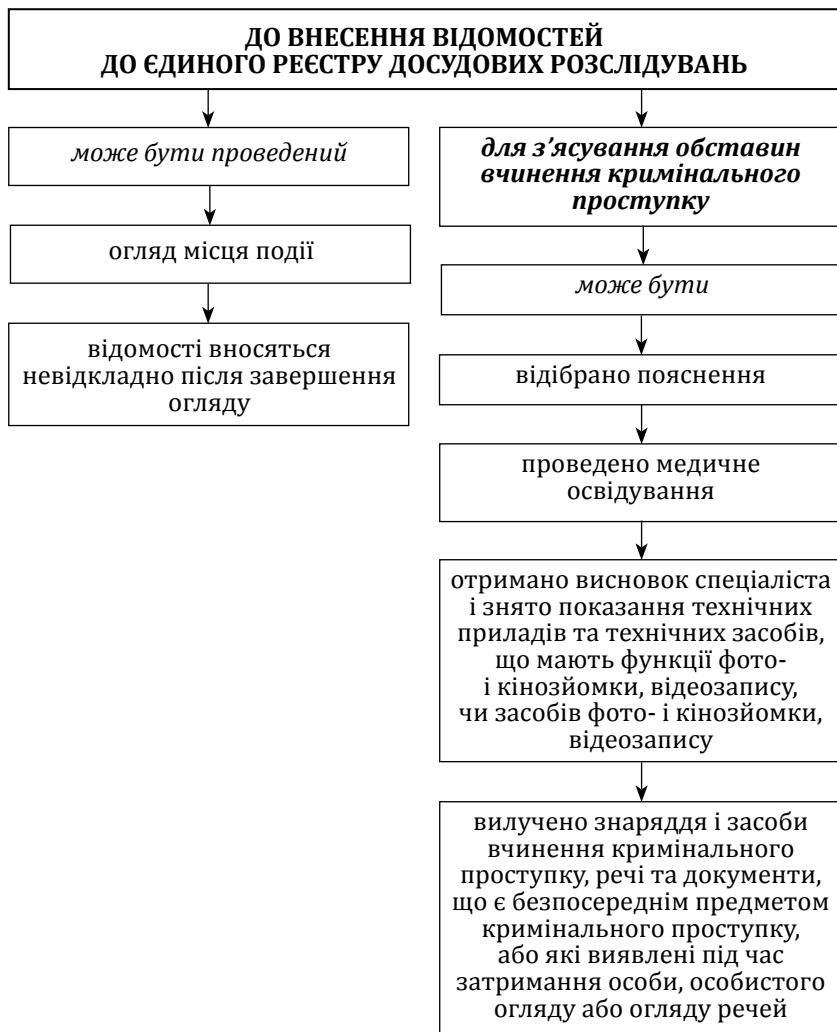 ДО ВНЕСЕННЯ ВІДОМОСТЕЙ
ДО ЄДИНОГО РЕЄСТРУ ДОСУДОВИХ РОЗСЛІДУВАНЬ
може бути проведений
огляд місця події
відомості вносяться
невідкладно після завершення
огляду
для з’ясування обставин
вчинення кримінального
проступку
може бути
відібрано пояснення
проведено медичне
освідування
отримано висновок спеціаліста
і знято показання технічних
приладів та технічних засобів,
що мають функції фото-
і кінозйомки, відеозапису,
чи засобів фото- і кінозйомки,
відеозапису
вилучено знаряддя і засоби
вчинення кримінального
проступку, речі та документи,
що є безпосереднім предметом
кримінального проступку,
або які виявлені під час
затримання особи, особистого
огляду або огляду речей